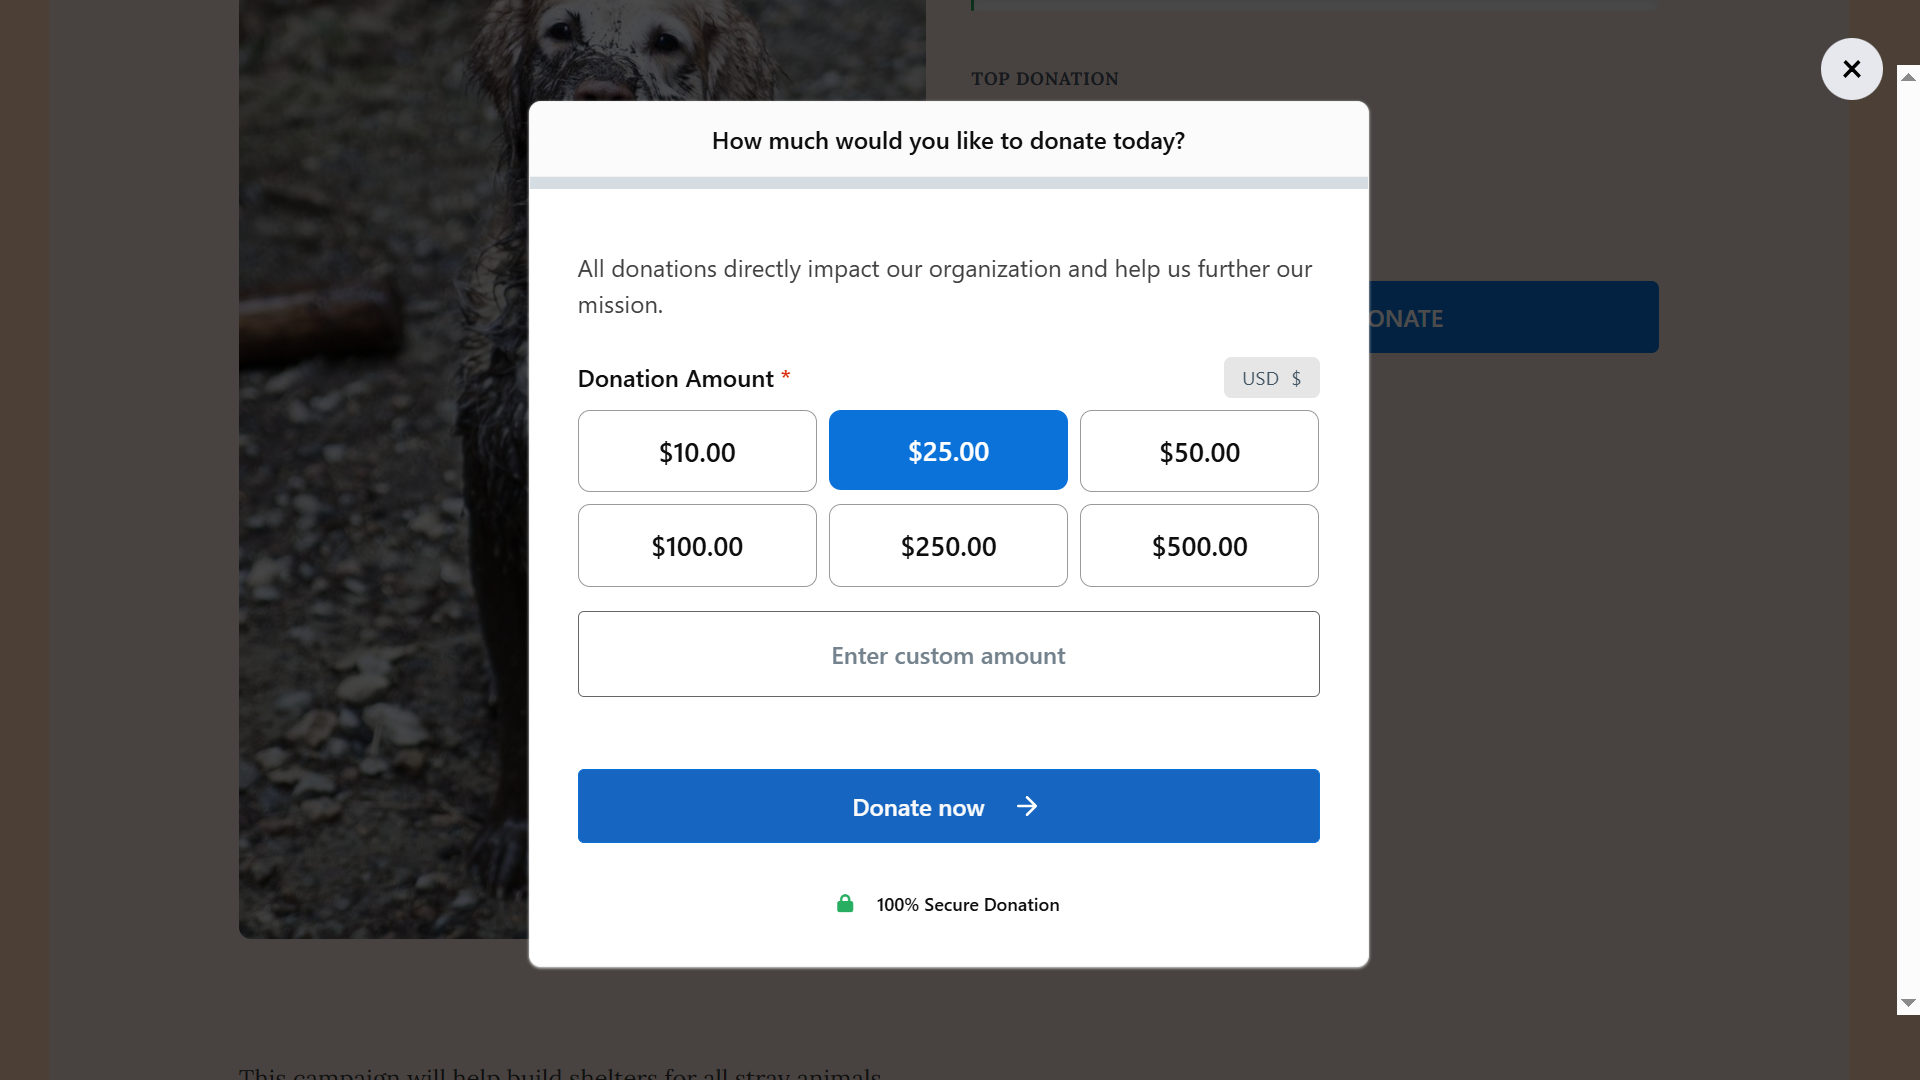 TOP DONATION
How much would you like to donate today?
All donations directly impact our organization and help us further our
mission.
ONATE
Donation Amount *
USD $
$10.00
$25.00
$50.00
$100.00
$250.00
$500.00
Enter custom amount
Donate now
100% Secure Donation
This campaign will help build shelters for all stray animals